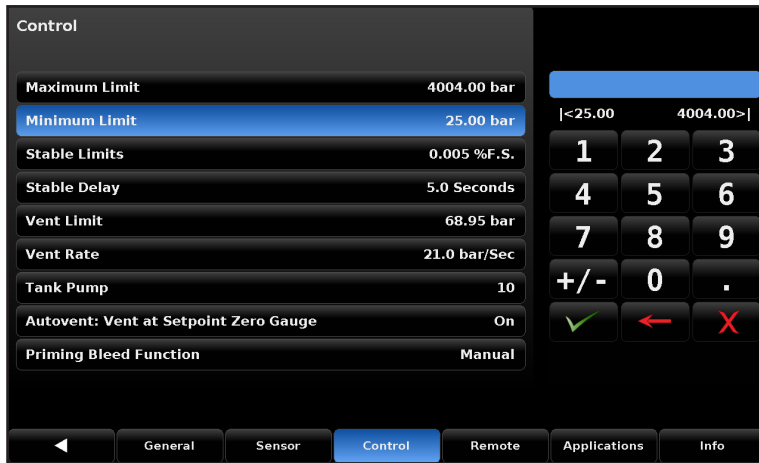 Control
Maximum Limit 4004.00 bar
Minimum Limit 25.00 bar
Stable Limits 0.005 %F.S.
Stable Delay 5.0 Seconds
Vent Limit 68.95 bar
Vent Rate 21.0 bar/Sec
Tank Pump 10
Autovent: Vent at Setpoint Zero Gauge On
Priming Bleed Function Manual
|<25.00 4004.00>|
1 2 3
4 5 6
7 8 9
+/- 0 .
General Sensor Control Remote Applications Info